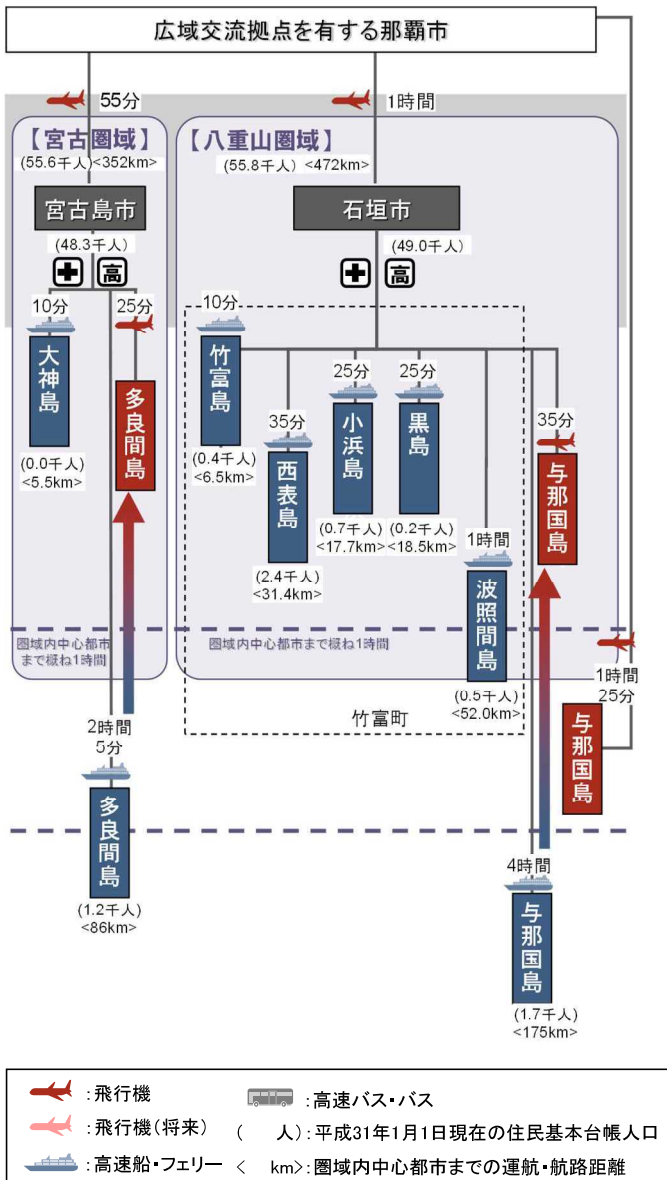 広域交流拠点を有する那覇市
55分
1時間
【宮古圏域】
(55.6千人)<352km>
【八重山圏域】
(55.8千人) <472km>
宮古島市
(48.3千人)
高
石垣市
(49.0千人)
高
10分
大神島
(0.0千人)
<5.5km>
25分
多良間島
10分
竹富島
(0.4千人)
<6.5km>
35分
西表島
(2.4千人)
<31.4km>
25分
小浜島
(0.7千人)
<17.7km>
25分
黒島
(0.2千人)
<18.5km>
1時間
波照間島
(0.5千人)
<52.0km>
35分
与那国島
圏域内中心都市
まで概ね1時間
圏域内中心都市まで概ね1時間
竹富町
1時間
25分
与那国島
2時間
5分
多良間島
(1.2千人)
<86km>
4時間
与那国島
(1.7千人)
<175km>
:飛行機
:高速バス・バス
:飛行機(将来)
( 人):平成31年1月1日現在の住民基本台帳人口
:高速船・フェリー
< km>:圏域内中心都市までの運航・航路距離